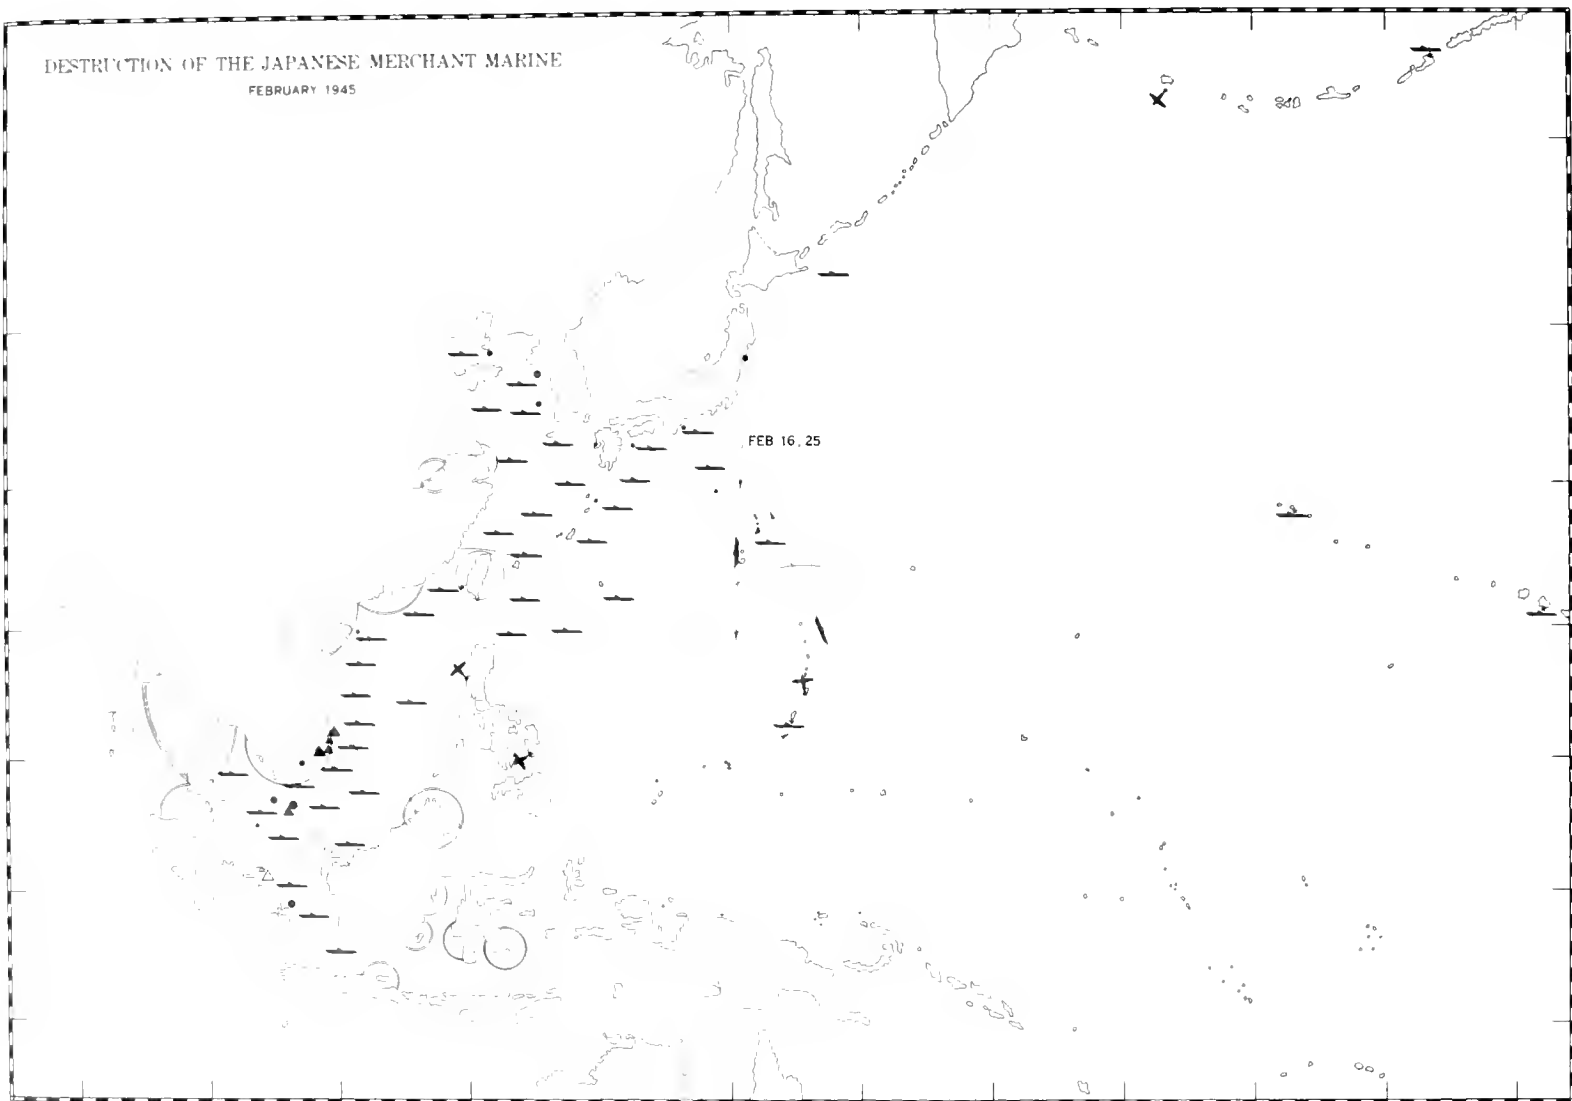 DESTRUCTION OF THE JAPANESE MERCHANT MARINE
FEBRUARY 1945
FEB 16, 25